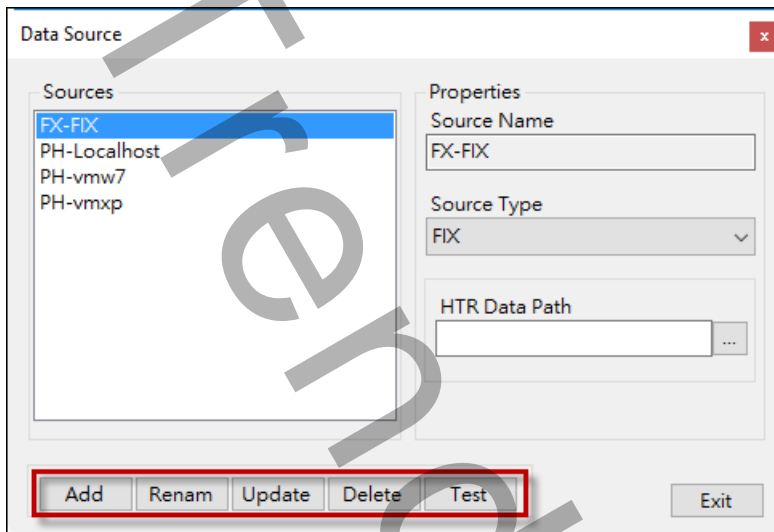 Data Source
x
Sources
FX-FIX
PH-Localhost
PH-vmw7
PH-vmxp
Properties
Source Name
FX-FIX
Source Type
FIX
HTR Data Path
...
Add Renam Update Delete Test
Exit
Trend